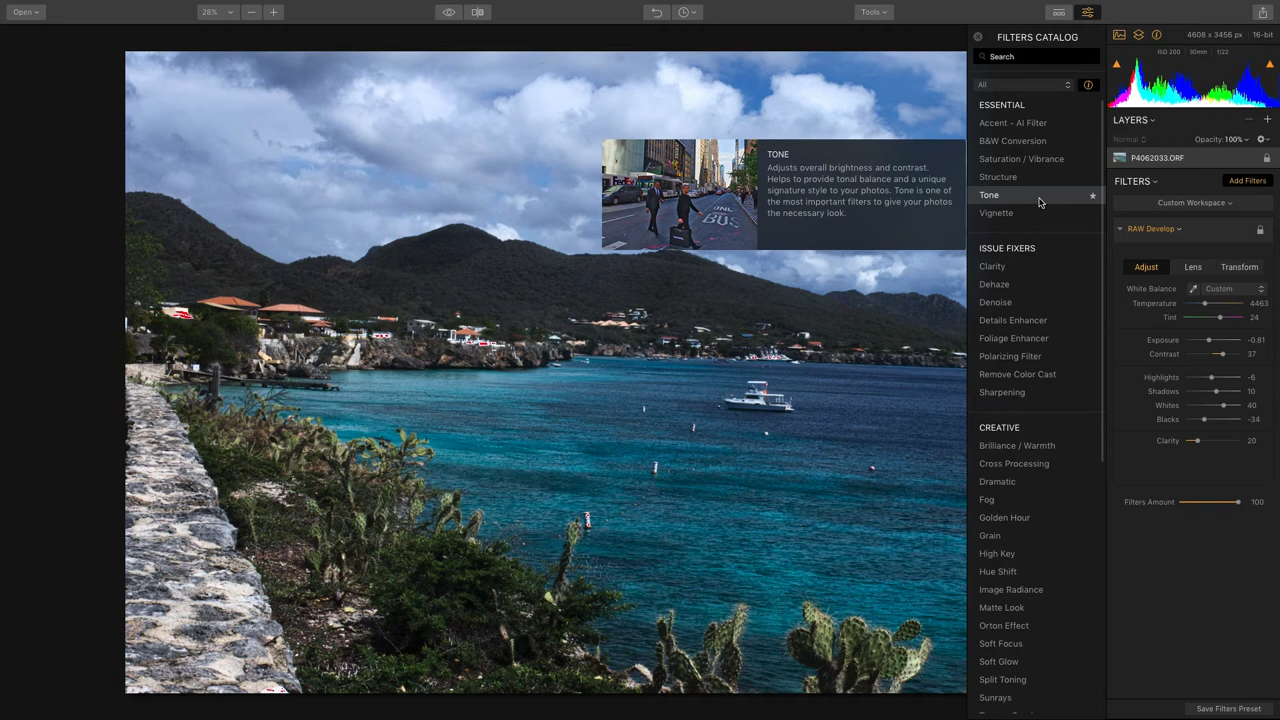 Open
28%
Tools
FILTERS CATALOG
Search
All
ESSENTIAL
Accent - AI Filter
B&W Conversion
Saturation / Vibrance
Structure
Tone
Vignette
ISSUE FIXERS
Clarity
Dehaze
Denoise
Details Enhancer
Foliage Enhancer
Polarizing Filter
Remove Color Cast
Sharpening
CREATIVE
Brilliance / Warmth
Cross Processing
Dramatic
Fog
Golden Hour
Grain
High Key
Hue Shift
Image Radiance
Matte Look
Orton Effect
Soft Focus
Soft Glow
Split Toning
Sunrays
TONE
Adjusts overall brightness and contrast.
Helps to provide tonal balance and a unique
signature style to your photos. Tone is one of
the most important filters to give your photos
the necessary look.
ONLY
BUS
4608 x 3456 px 16-bit
ISO 200 30mm f/22
LAYERS
Normal Opacity: 100%
P4062033.ORF
FILTERS Add Filters
Custom Workspace
RAW Develop
Adjust Lens Transform
White Balance Custom
Temperature 4463
Tint 24
Exposure -0.81
Contrast 37
Highlights -6
Shadows 10
Whites 40
Blacks -34
Clarity 20
Filters Amount 100
Save Filters Preset